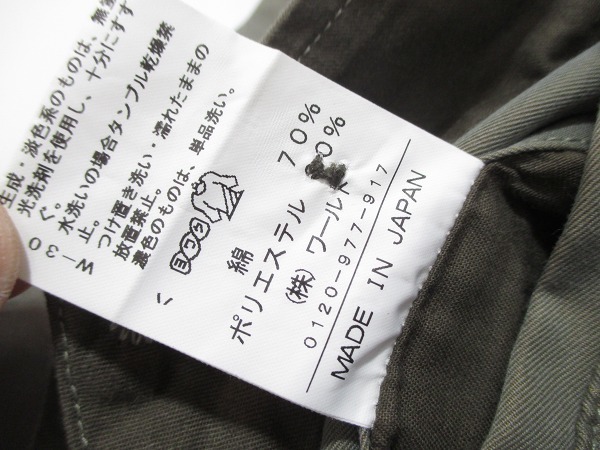 生成・淡色系のものは、無蛍
光洗剤を使用し、十分にすす
ぐ。水洗いの場合タンブル乾燥禁
止。つけ置き洗い・濡れたままの
放置禁止。
濃色のものは、単品洗い。
ヨワク
綿 70%
ポリエステル 30%
(株) ワールド
0120-977-917
MADE IN JAPAN